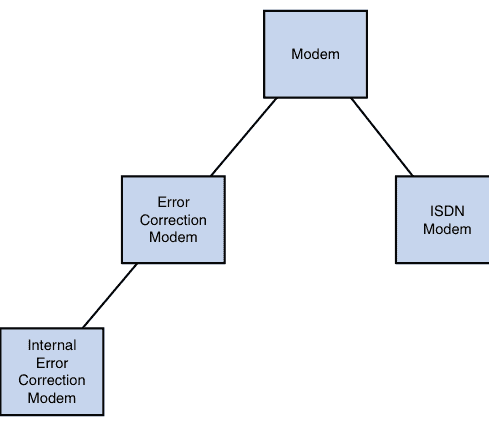 Modem
Error
Correction
Modem
ISDN
Modem
Internal
Error
Correction
Modem